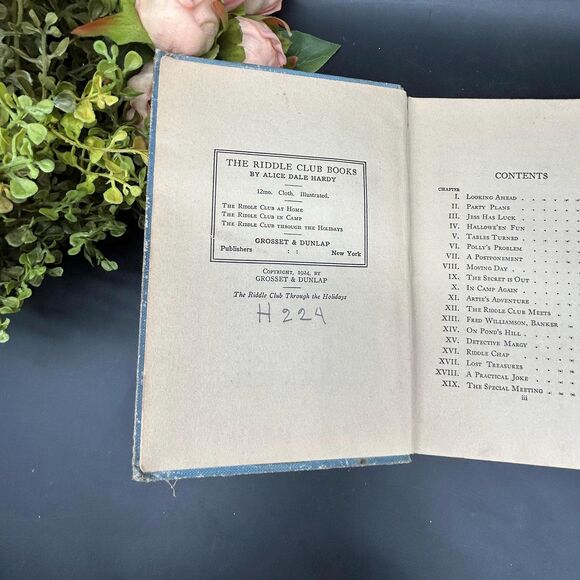 THE RIDDLE CLUB BOOKS
BY ALICE DALE HARDY
12mo. Cloth. Illustrated.
THE RIDDLE CLUB AT HOME
THE RIDDLE CLUB IN CAMP
THE RIDDLE CLUB THROUGH THE HOLIDAYS
GROSSET & DUNLAP
Publishers : : New York
COPYRIGHT, 1924, BY
GROSSET & DUNLAP
The Riddle Club Through the Holidays
H 224
CONTENTS
CHAPTER
I. LOOKING AHEAD
II. PARTY PLANS
III. JESS HAS LUCK
IV. HALLOWE'EN FUN
V. TABLES TURNED
VI. POLLY'S PROBLEM
VII. A POSTPONEMENT
VIII. MOVING DAY
IX. THE SECRET IS OUT
X. IN CAMP AGAIN
XI. ARTIE'S ADVENTURE
XII. THE RIDDLE CLUB MEETS
XIII. FRED WILLIAMSON, BANKER
XIV. ON POND'S HILL
XV. DETECTIVE MARGY
XVI. RIDDLE CHAP
XVII. LOST TREASURES
XVIII. A PRACTICAL JOKE
XIX. THE SPECIAL MEETING
iii